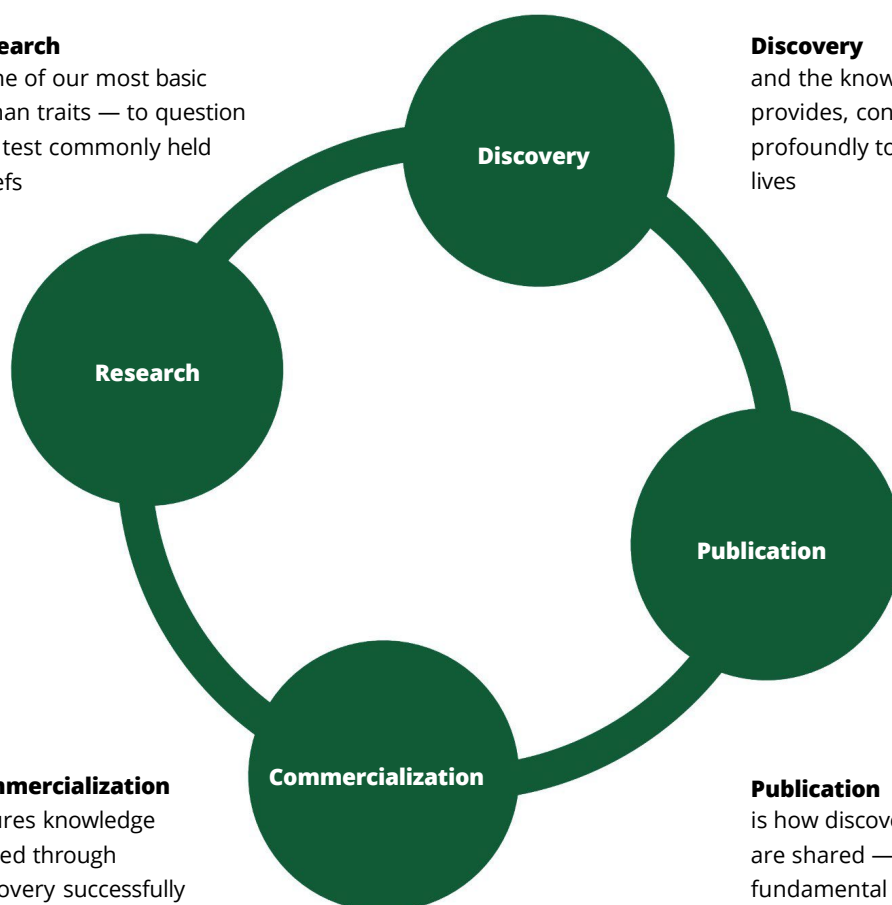 earch
ne of our most basic
man traits — to question
test commonly held
efs
Discovery
and the know
provides, con
profoundly to
lives
Discovery
Research
Publication
Commercialization
mmercialization
ures knowledge
ed through
overy successfully
Publication
is how discove
are shared —
fundamental